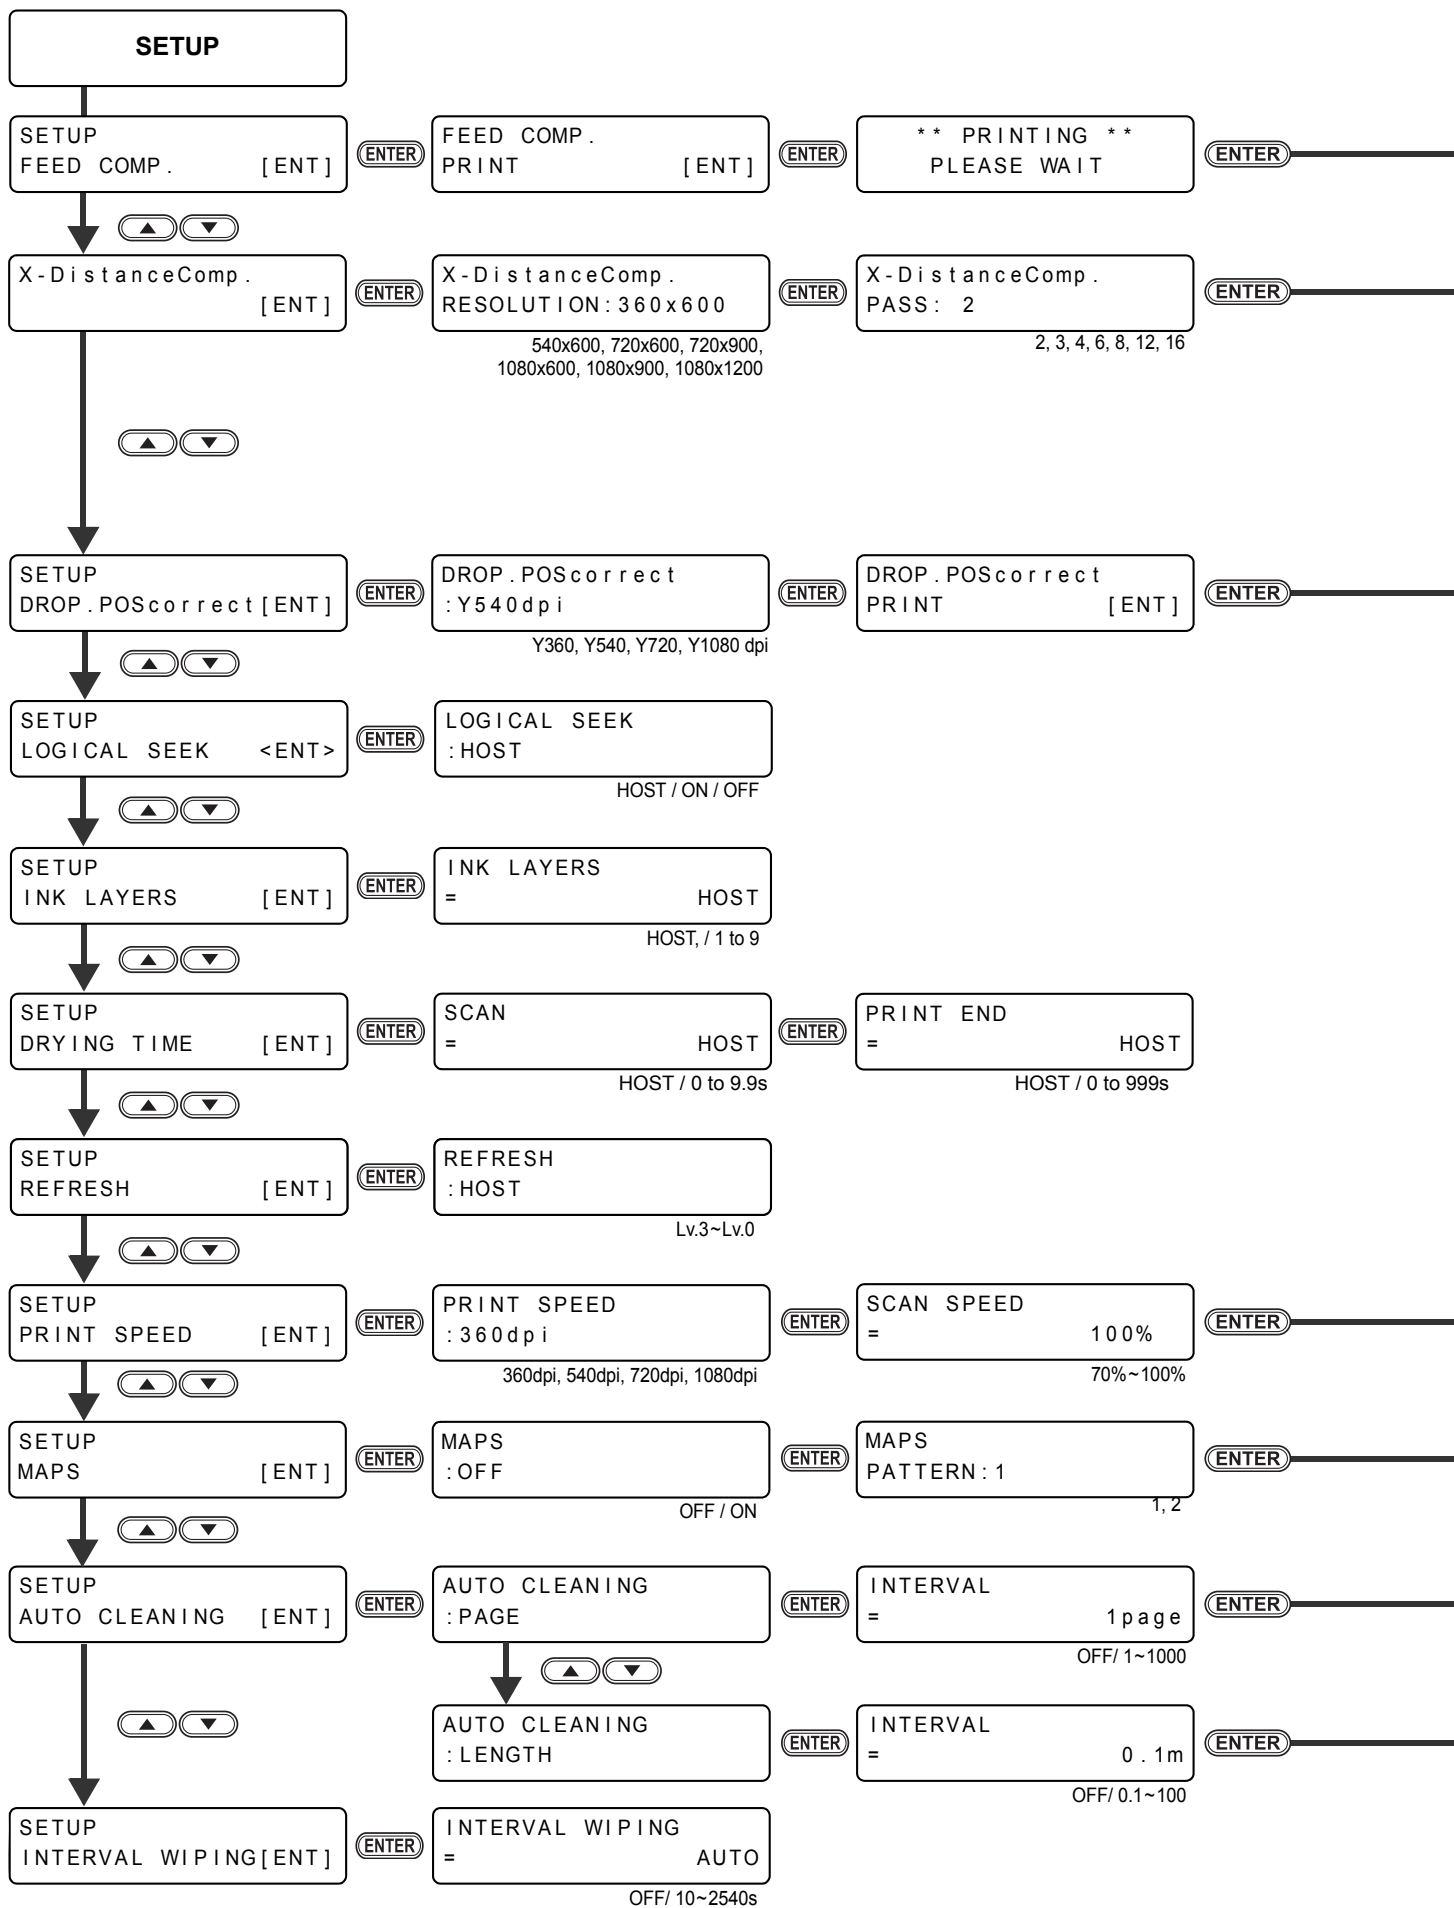 SETUP
SETUP
FEED COMP. [ENT]
ENTER
FEED COMP.
PRINT [ENT]
ENTER
** PRINTING **
PLEASE WAIT
ENTER
X-DistanceComp.
[ENT]
ENTER
X-DistanceComp.
RESOLUTION:360x600
540x600, 720x600, 720x900,
1080x600, 1080x900, 1080x1200
ENTER
X-DistanceComp.
PASS: 2
2, 3, 4, 6, 8, 12, 16
ENTER
SETUP
DROP.POScorrect[ENT]
ENTER
DROP.POScorrect
:Y540dpi
Y360, Y540, Y720, Y1080 dpi
ENTER
DROP.POScorrect
PRINT [ENT]
ENTER
SETUP
LOGICAL SEEK <ENT>
ENTER
LOGICAL SEEK
:HOST
HOST / ON / OFF
SETUP
INK LAYERS [ENT]
ENTER
INK LAYERS
= HOST
HOST, / 1 to 9
SETUP
DRYING TIME [ENT]
ENTER
SCAN
= HOST
HOST / 0 to 9.9s
ENTER
PRINT END
= HOST
HOST / 0 to 999s
SETUP
REFRESH [ENT]
ENTER
REFRESH
:HOST
Lv.3~Lv.0
SETUP
PRINT SPEED [ENT]
ENTER
PRINT SPEED
:360dpi
360dpi, 540dpi, 720dpi, 1080dpi
ENTER
SCAN SPEED
= 100%
70%~100%
ENTER
SETUP
MAPS [ENT]
ENTER
MAPS
:OFF
OFF / ON
ENTER
MAPS
PATTERN:1
1, 2
ENTER
SETUP
AUTO CLEANING [ENT]
ENTER
AUTO CLEANING
:PAGE
ENTER
INTERVAL
= 1page
OFF/ 1~1000
ENTER
AUTO CLEANING
:LENGTH
ENTER
INTERVAL
= 0.1m
OFF/ 0.1~100
ENTER
SETUP
INTERVAL WIPING[ENT]
ENTER
INTERVAL WIPING
= AUTO
OFF/ 10~2540s